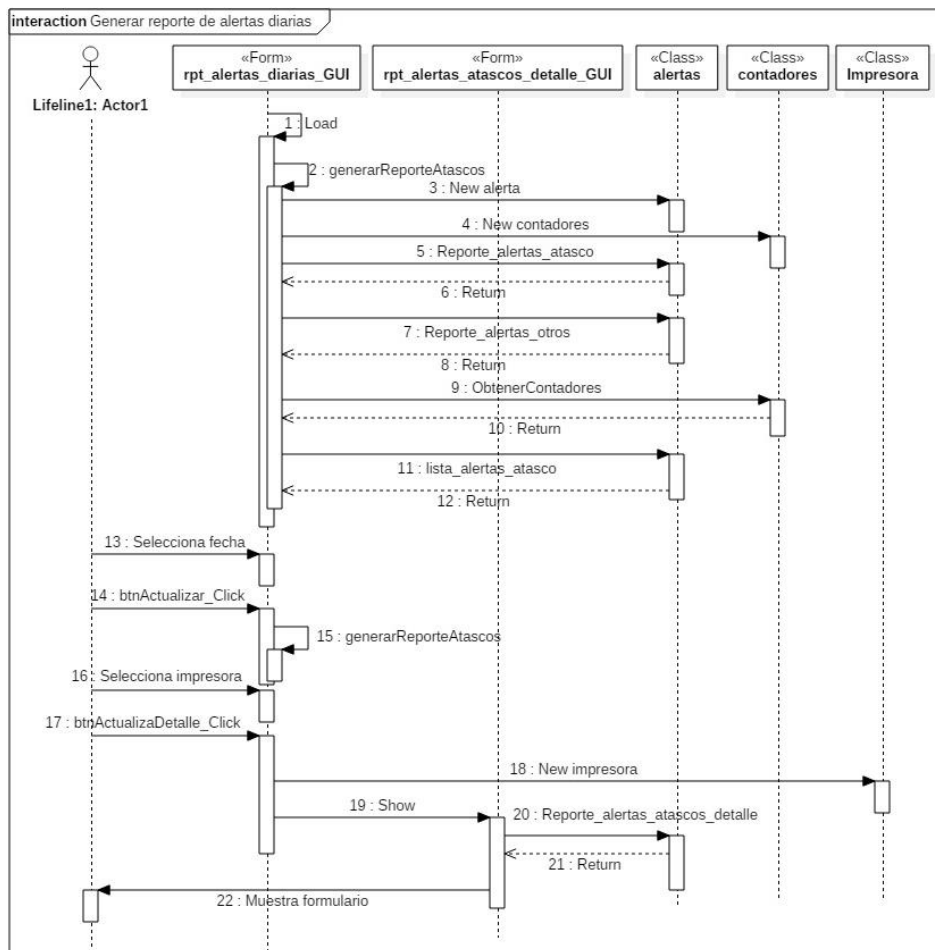 interaction Generar reporte de alertas diarias
«Form»
rpt_alertas_diarias_GUI
«Form»
rpt_alertas_atascos_detalle_GUI
«Class»
alertas
«Class»
contadores
«Class»
Impresora
Lifeline1: Actor1
1 : Load
2 : generarReporteAtascos
3 : New alerta
4 : New contadores
5 : Reporte_alertas_atasco
6 : Return
7 : Reporte_alertas_otros
8 : Return
9 : ObtenerContadores
10 : Return
11 : lista_alertas_atasco
12 : Return
13 : Selecciona fecha
14 : btnActualizar_Click
15 : generarReporteAtascos
16 : Selecciona impresora
17 : btnActualizaDetalle_Click
18 : New impresora
19 : Show
20 : Reporte_alertas_atascos_detalle
21 : Return
22 : Muestra formulario